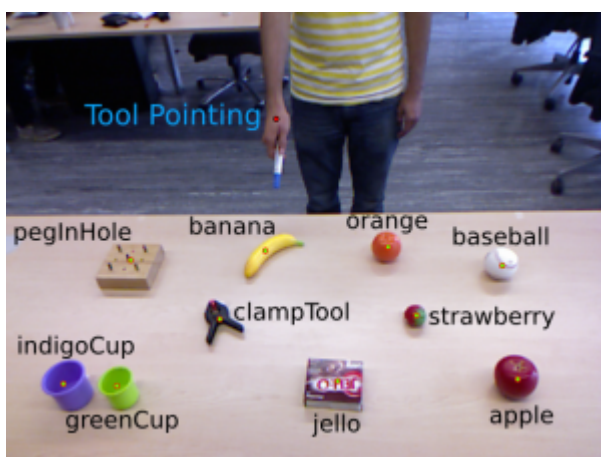 Tool Pointing
orange
banana
pegInHole
baseball
clampTool
strawberry
indigoCup
greenCup
jello
apple